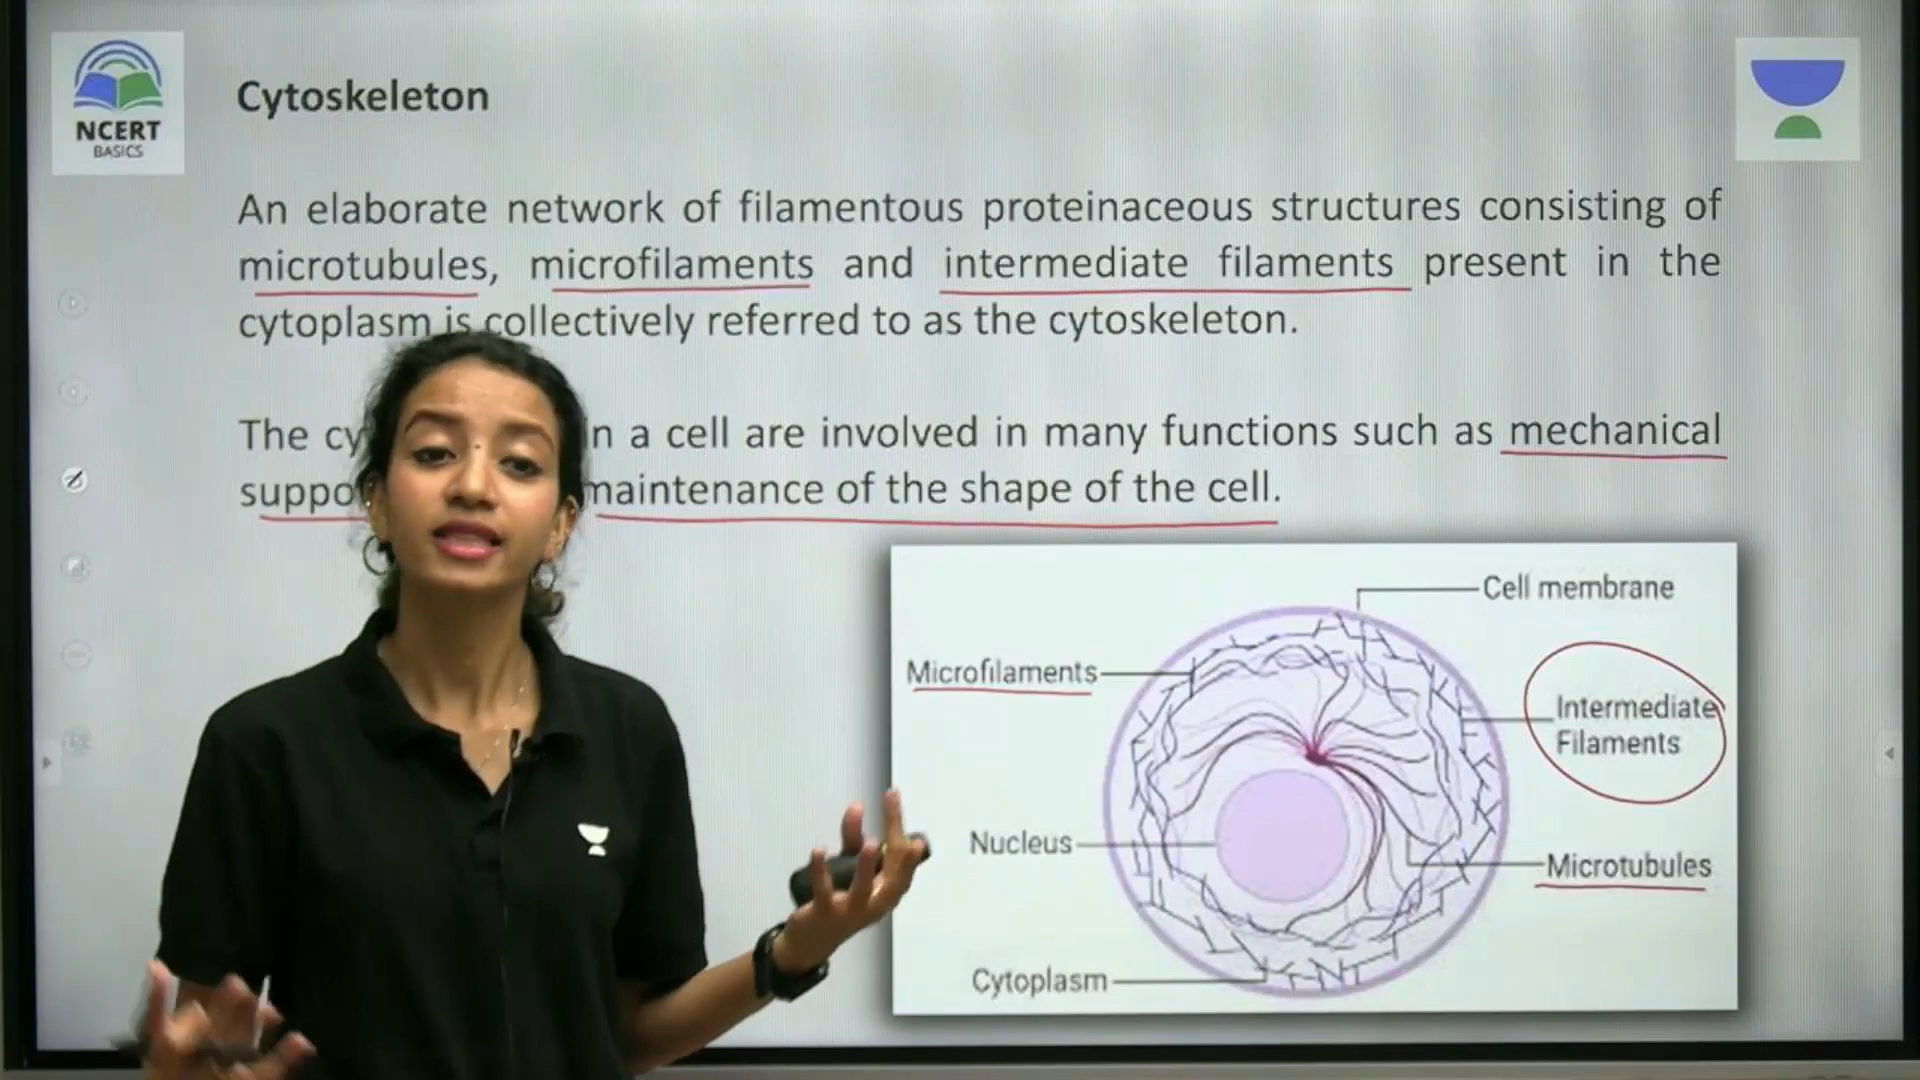 NCERT
BASICS
Cytoskeleton
An elaborate network of filamentous proteinaceous structures consisting of
microtubules, microfilaments and intermediate filaments present in the
cytoplasm is collectively referred to as the cytoskeleton.
The in a cell are involved in many functions such as mechanical
maintenance of the shape of the cell.
Cell membrane
Microfilaments
Intermediate
Filaments
Nucleus
Microtubules
Cytoplasm